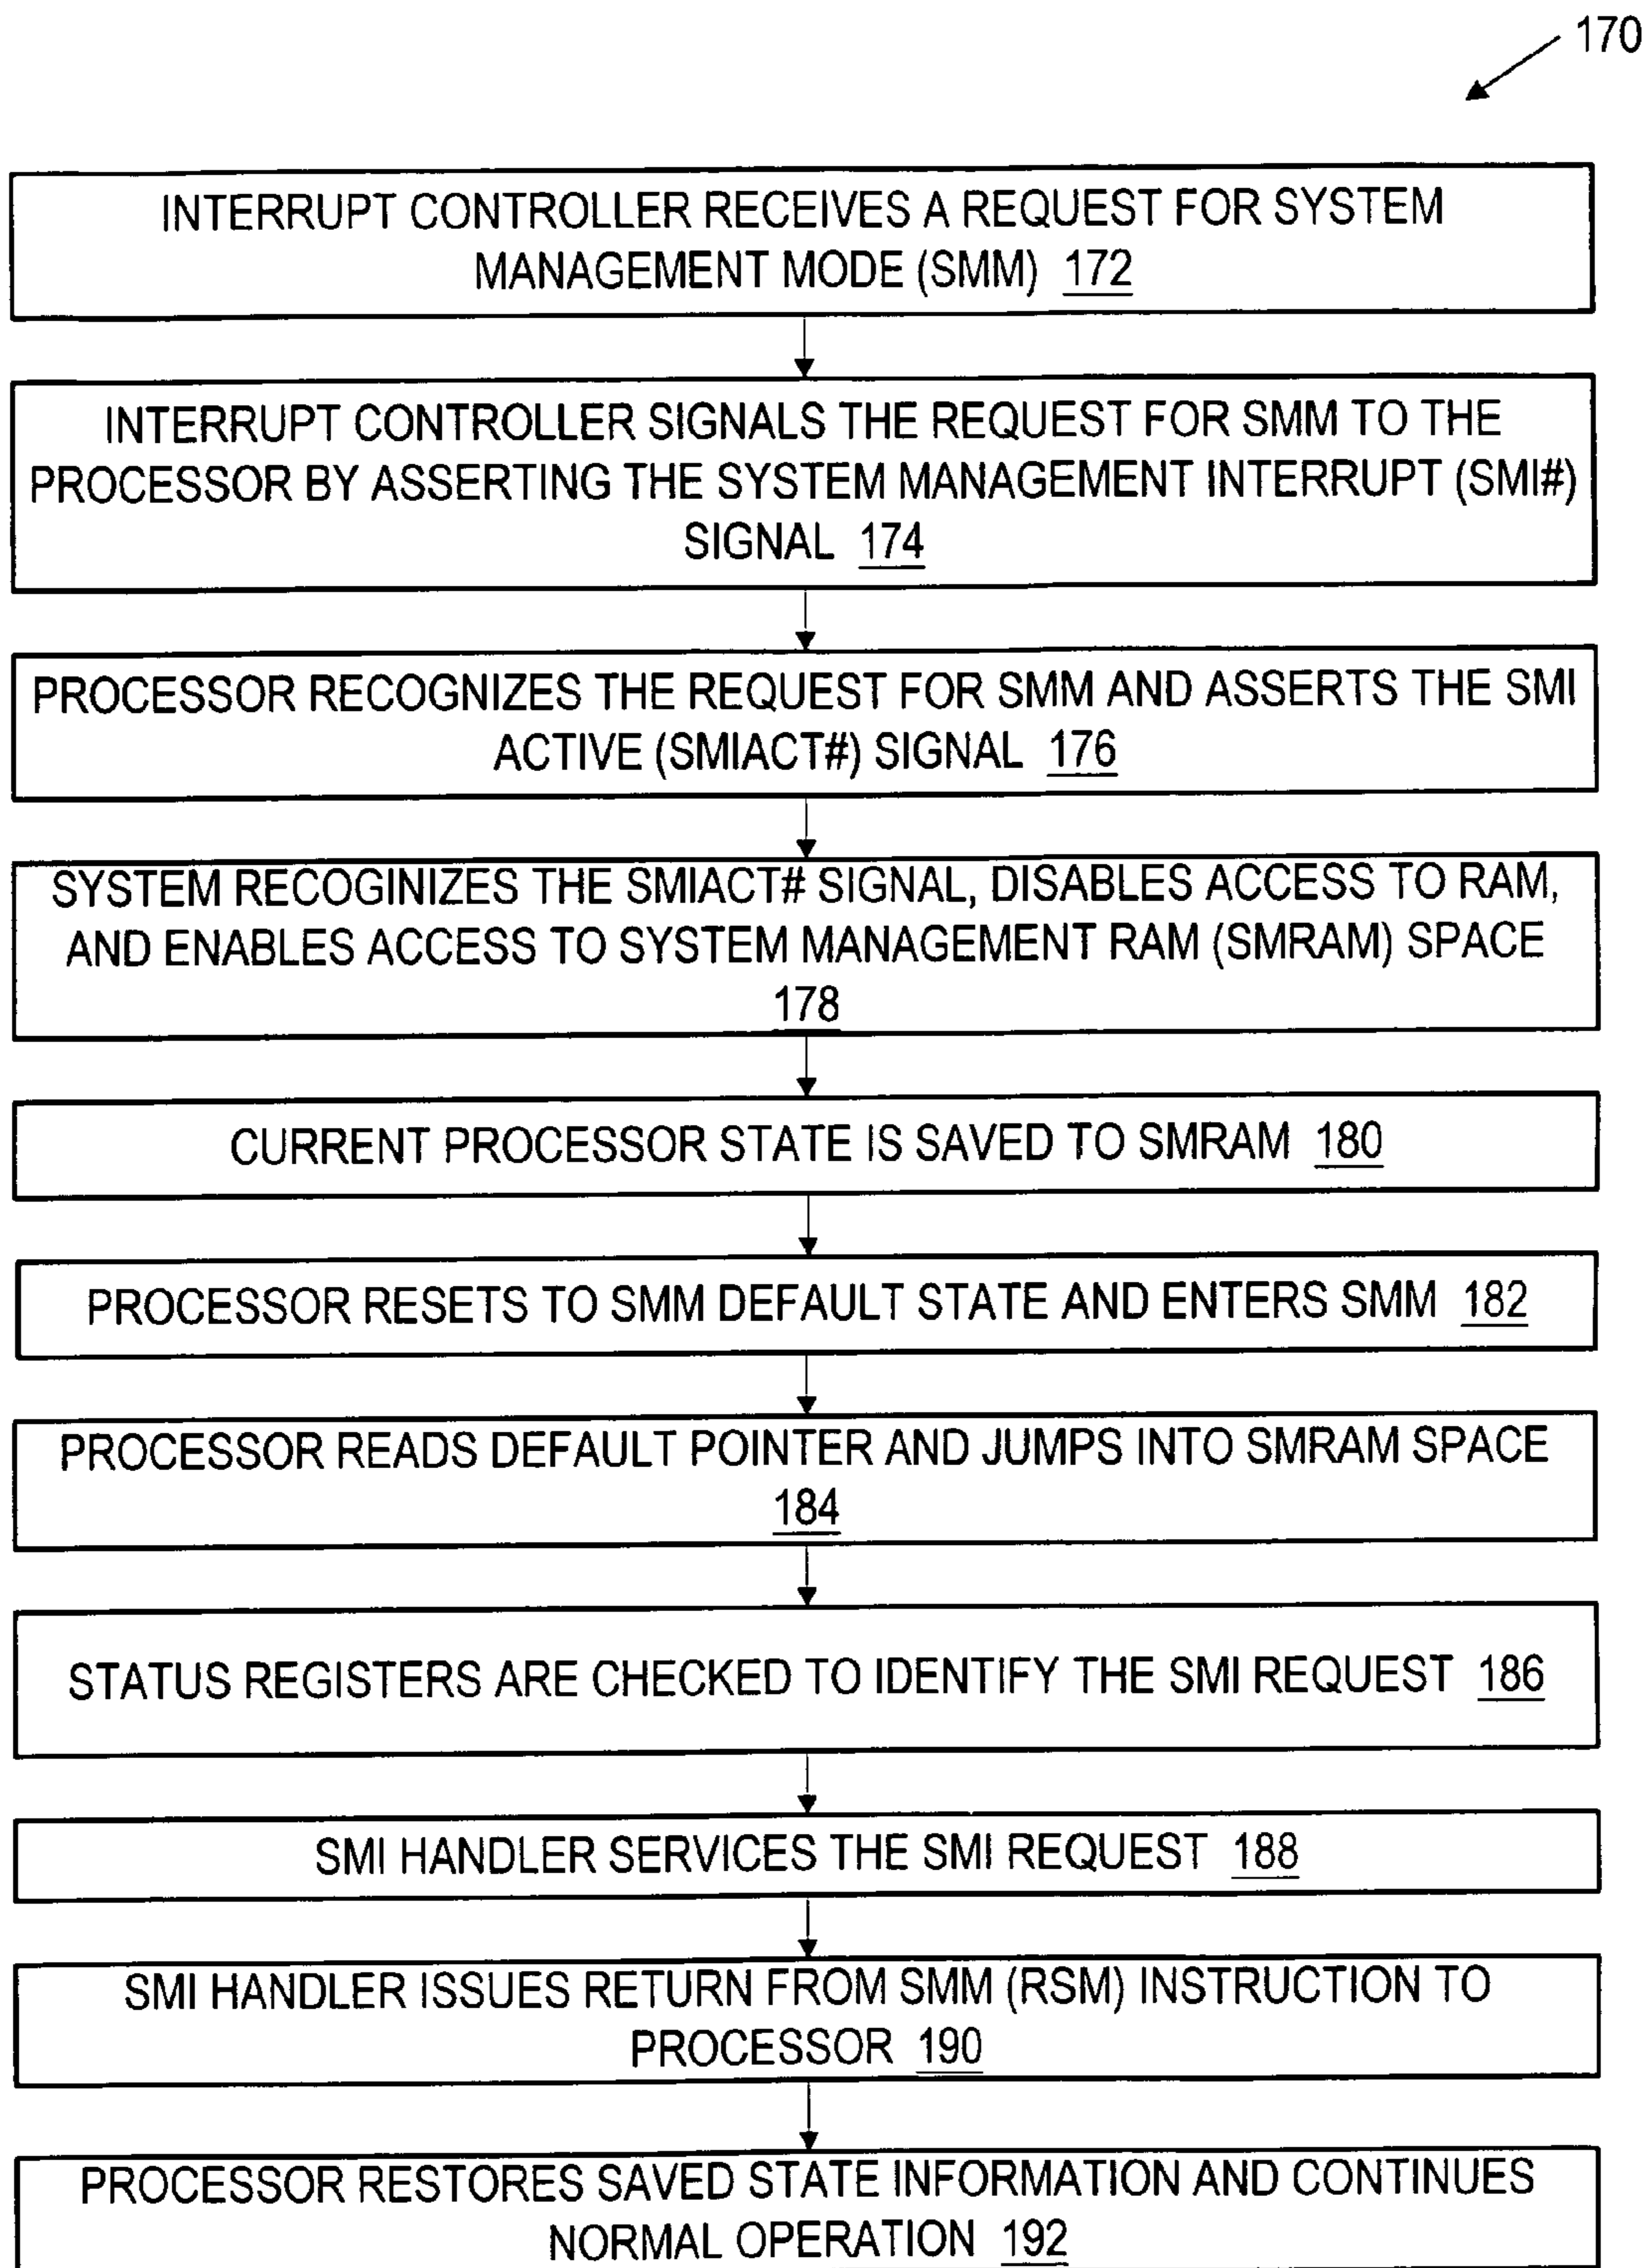 170
INTERRUPT CONTROLLER RECEIVES A REQUEST FOR SYSTEM
MANAGEMENT MODE (SMM) 172
INTERRUPT CONTROLLER SIGNALS THE REQUEST FOR SMM TO THE
PROCESSOR BY ASSERTING THE SYSTEM MANAGEMENT INTERRUPT (SMI#)
SIGNAL 174
PROCESSOR RECOGNIZES THE REQUEST FOR SMM AND ASSERTS THE SMI
ACTIVE (SMIACT#) SIGNAL 176
SYSTEM RECOGINIZES THE SMIACT# SIGNAL, DISABLES ACCESS TO RAM,
AND ENABLES ACCESS TO SYSTEM MANAGEMENT RAM (SMRAM) SPACE
178
CURRENT PROCESSOR STATE IS SAVED TO SMRAM 180
PROCESSOR RESETS TO SMM DEFAULT STATE AND ENTERS SMM 182
PROCESSOR READS DEFAULT POINTER AND JUMPS INTO SMRAM SPACE
184
STATUS REGISTERS ARE CHECKED TO IDENTIFY THE SMI REQUEST 186
SMI HANDLER SERVICES THE SMI REQUEST 188
SMI HANDLER ISSUES RETURN FROM SMM (RSM) INSTRUCTION TO
PROCESSOR 190
PROCESSOR RESTORES SAVED STATE INFORMATION AND CONTINUES
NORMAL OPERATION 192